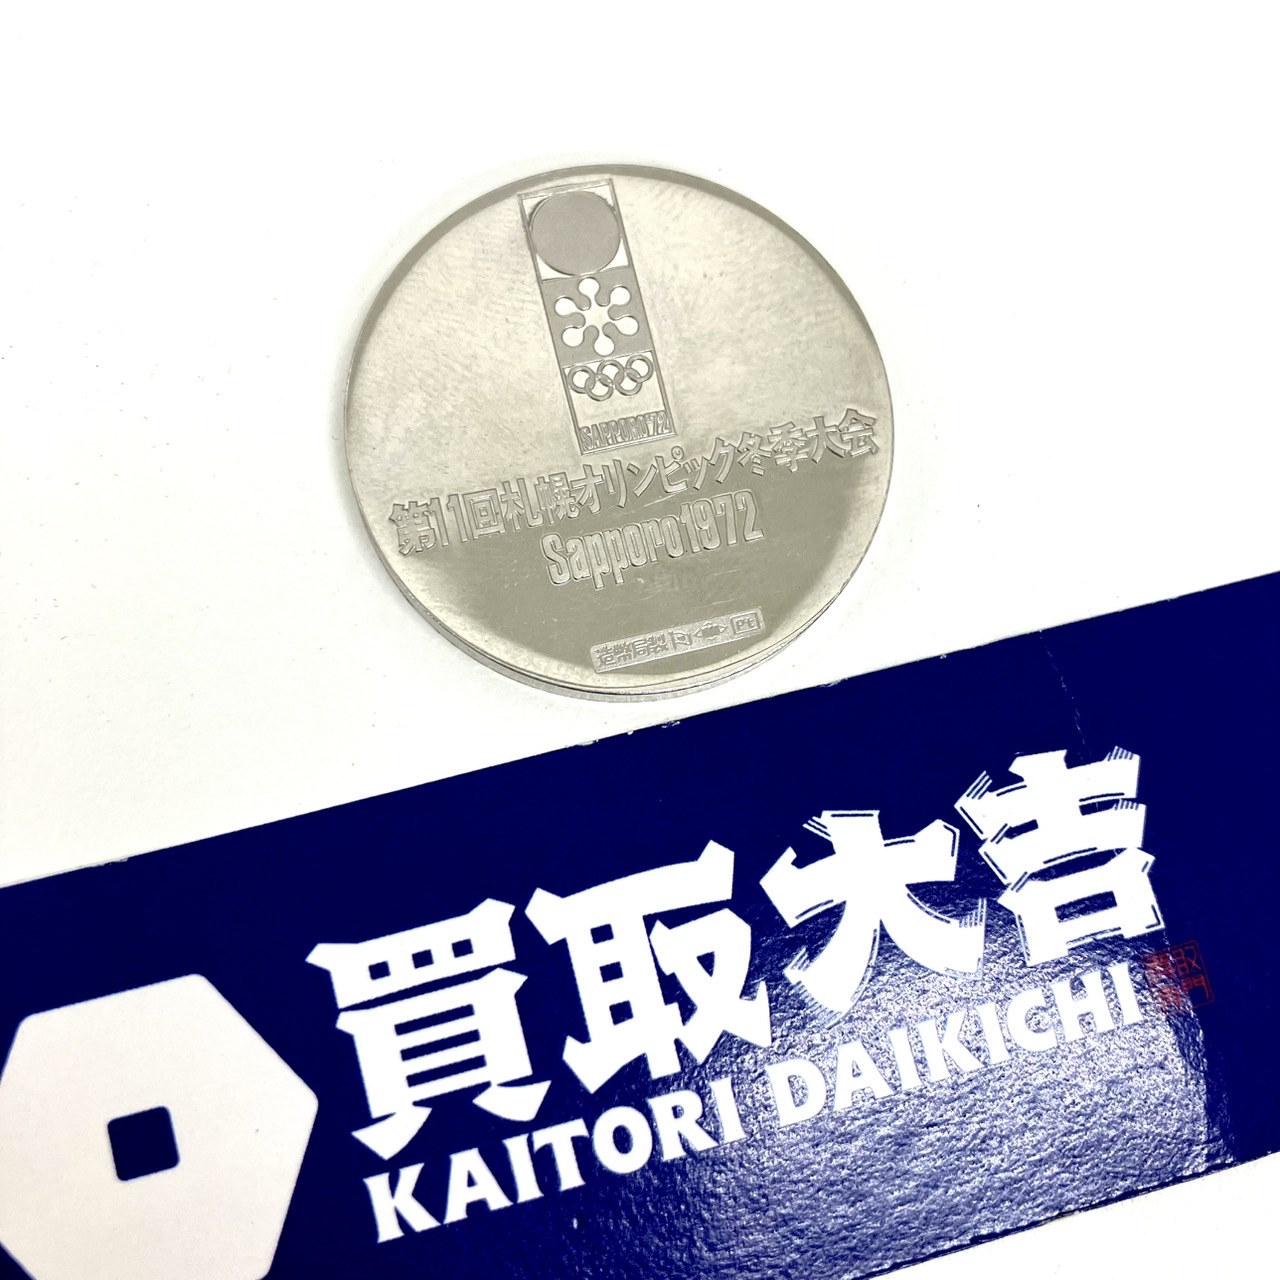 SAPPORO'72
第11回札幌オリンピック冬季大会
Sapporo1972
造幣局製 Pt
買取大吉
KAITORI DAIKICHI